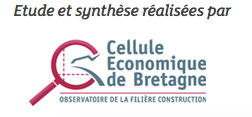 Etude et synthèse réalisées par
Cellule
Economique
de Bretagne
OBSERVATOIRE DE LA FILIÈRE CONSTRUCTION